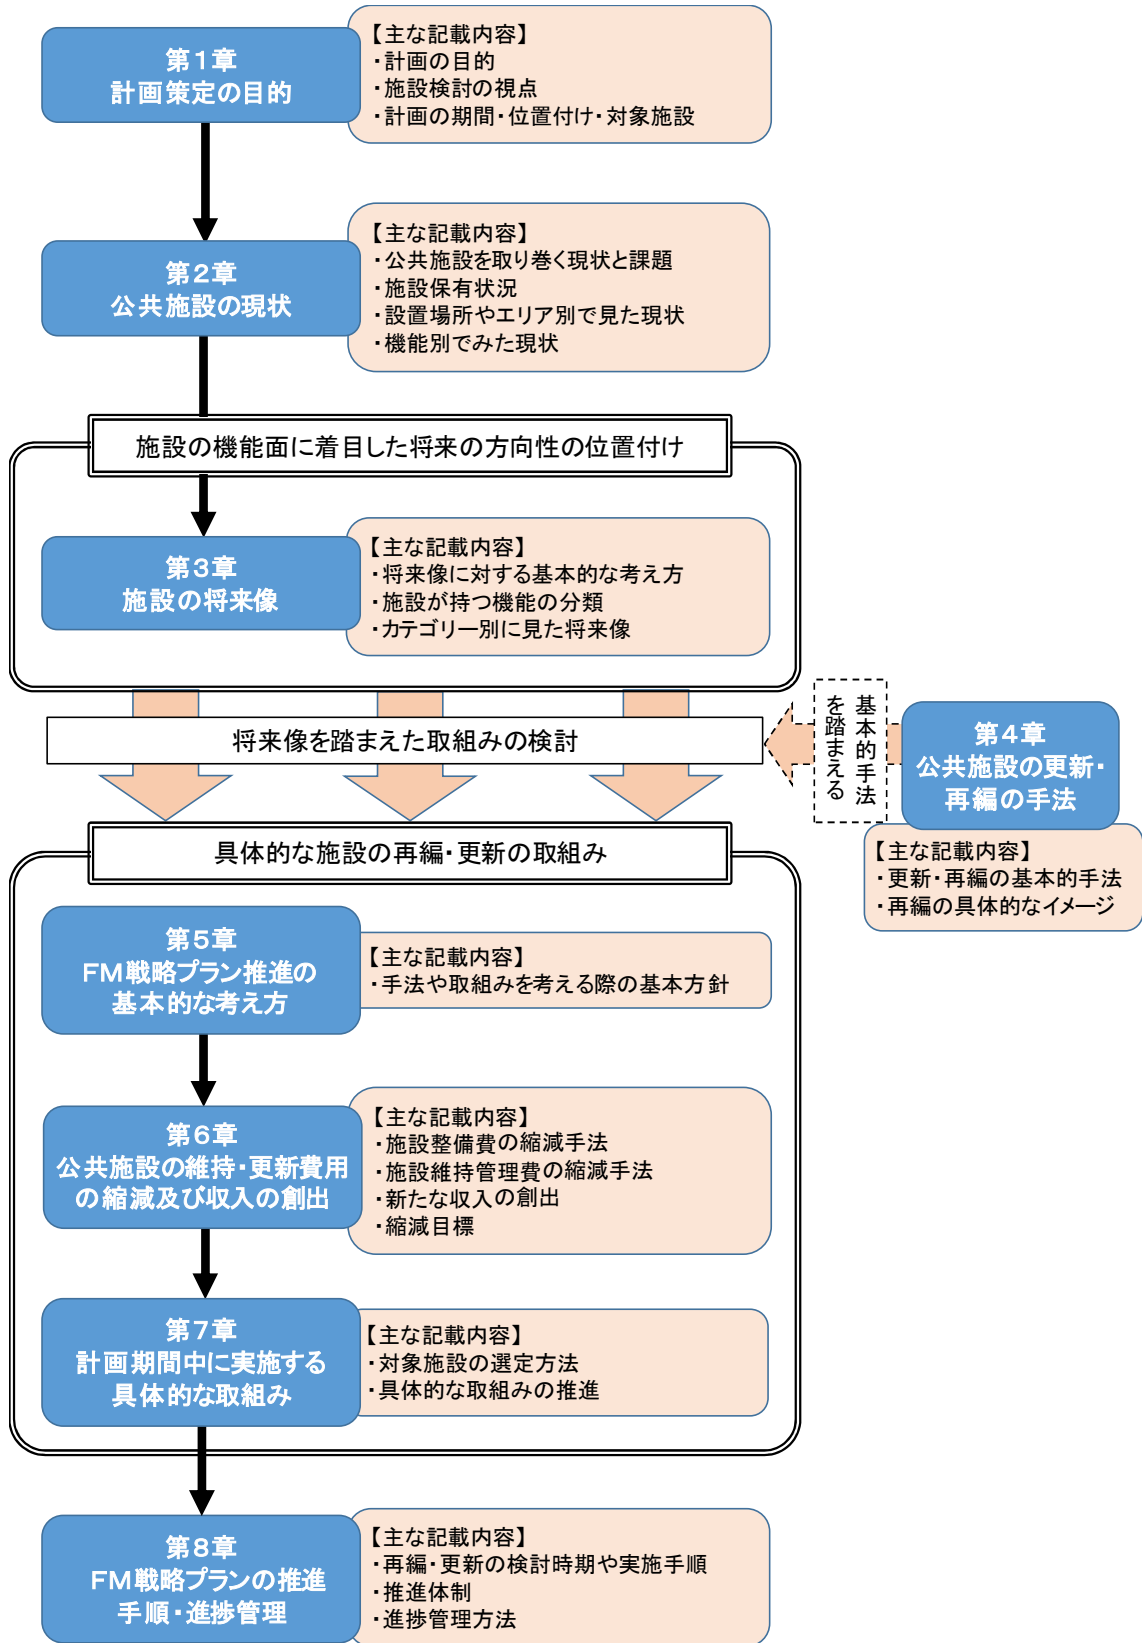 第1章
計画策定の目的
【主な記載内容】
・計画の目的
・施設検討の視点
・計画の期間・位置付け・対象施設
第2章
公共施設の現状
【主な記載内容】
・公共施設を取り巻く現状と課題
・施設保有状況
・設置場所やエリア別で見た現状
・機能別でみた現状
施設の機能面に着目した将来の方向性の位置付け
第3章
施設の将来像
【主な記載内容】
・将来像に対する基本的な考え方
・施設が持つ機能の分類
・カテゴリー別に見た将来像
将来像を踏まえた取組みの検討
基本的手法
を踏まえる
第4章
公共施設の更新・
再編の手法
【主な記載内容】
・更新・再編の基本的手法
・再編の具体的なイメージ
具体的な施設の再編・更新の取組み
第5章
FM戦略プラン推進の
基本的な考え方
【主な記載内容】
・手法や取組みを考える際の基本方針
第6章
公共施設の維持・更新費用
の縮減及び収入の創出
【主な記載内容】
・施設整備費の縮減手法
・施設維持管理費の縮減手法
・新たな収入の創出
・縮減目標
第7章
計画期間中に実施する
具体的な取組み
【主な記載内容】
・対象施設の選定方法
・具体的な取組みの推進
第8章
FM戦略プランの推進
手順・進捗管理
【主な記載内容】
・再編・更新の検討時期や実施手順
・推進体制
・進捗管理方法